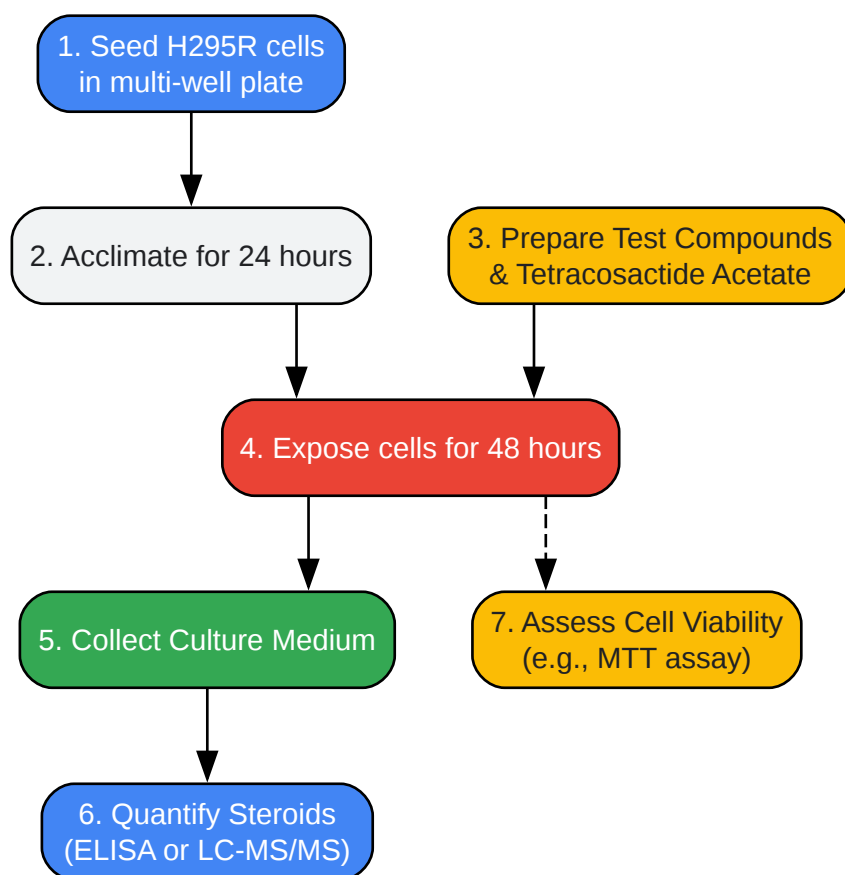 1. Seed H295R cells
in multi-well plate
2. Acclimate for 24 hours
3. Prepare Test Compounds
& Tetracosactide Acetate
4. Expose cells for 48 hours
5. Collect Culture Medium
7. Assess Cell Viability
(e.g., MTT assay)
6. Quantify Steroids
(ELISA or LC-MS/MS)